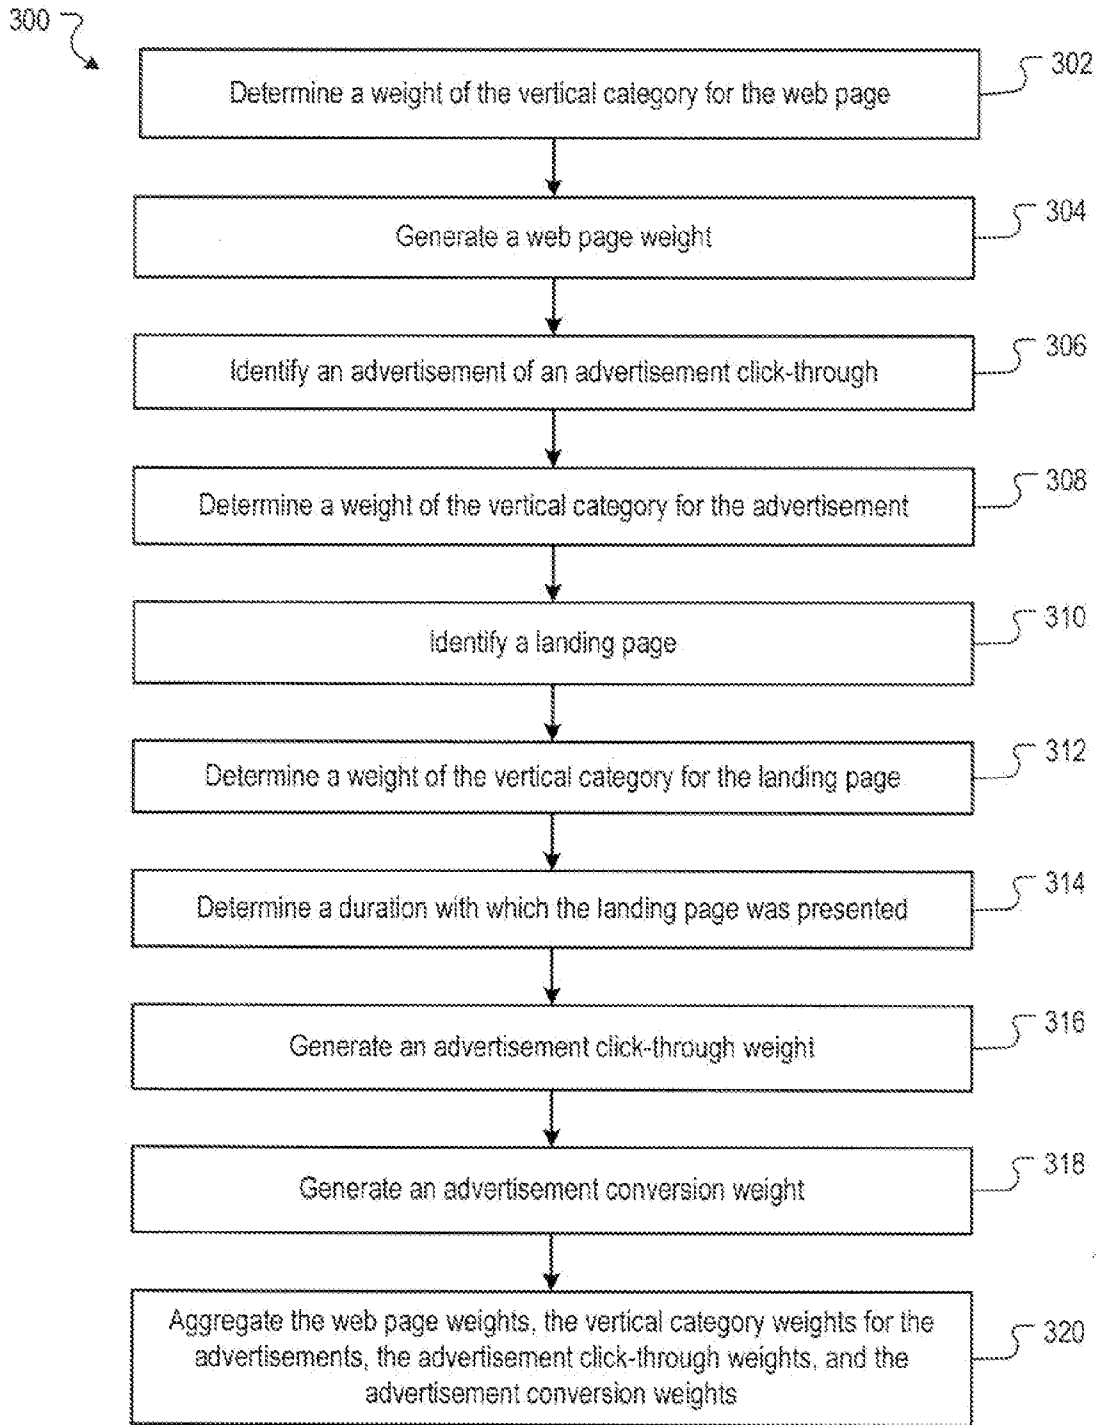 300
Determine a weight of the vertical category for the web page
302
Generate a web page weight
304
Identify an advertisement of an advertisement click-through
306
Determine a weight of the vertical category for the advertisement
308
Identify a landing page
310
Determine a weight of the vertical category for the landing page
312
Determine a duration with which the landing page was presented
314
Generate an advertisement click-through weight
316
Generate an advertisement conversion weight
318
Aggregate the web page weights, the vertical category weights for the
advertisements, the advertisement click-through weights, and the
advertisement conversion weights
320